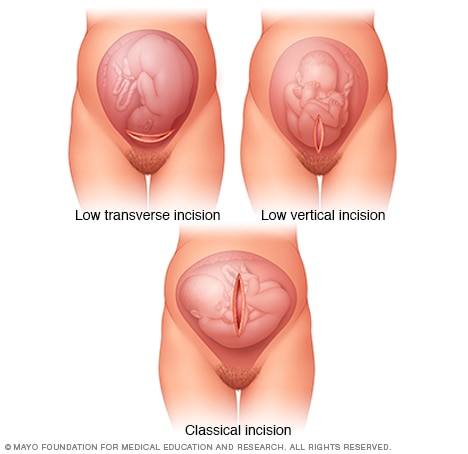 Low transverse incision
Low vertical incision
Classical incision
© MAYO FOUNDATION FOR MEDICAL EDUCATION AND RESEARCH. ALL RIGHTS RESERVED.